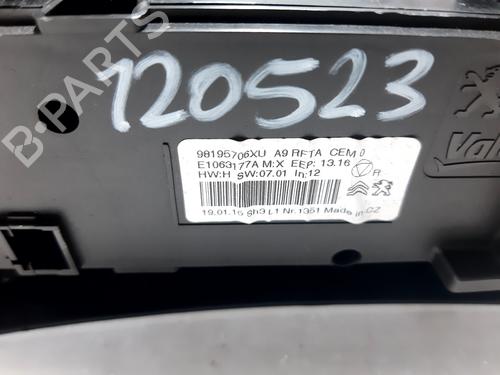 B-PARTS
120523
98195706XU A9 RFTA CEM 0
E1063177A M:X EEP: 13.16
HW:H SW:07.01 In:12 R
19.01.16 Sh3 L1 Nr.1351 Made in CZ